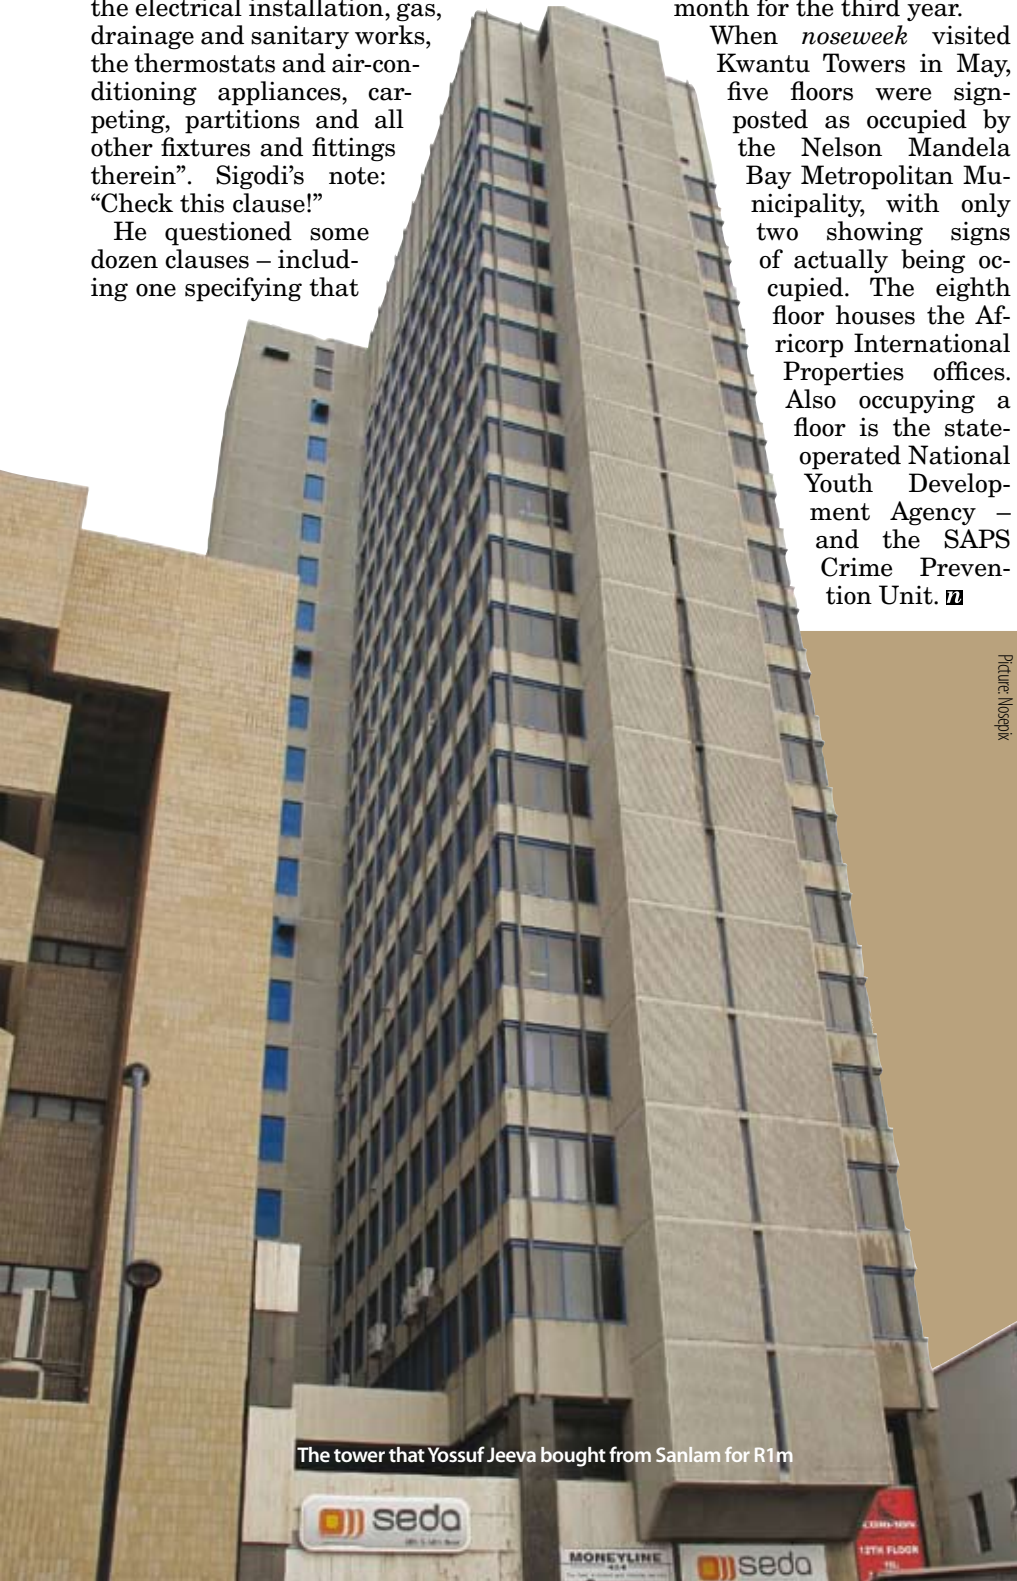 the electrical installation, gas,
drainage and sanitary works,
the thermostats and air-con-
ditioning appliances, car-
peting, partitions and all
other fixtures and fittings
therein”. Sigodi’s note:
“Check this clause!”
He questioned some
dozen clauses – includ-
ing one specifying that
month for the third year.
When noseweek visited
Kwantu Towers in May,
five floors were sign-
posted as occupied by
the Nelson Mandela
Bay Metropolitan Mu-
nicipality, with only
two showing signs
of actually being oc-
cupied. The eighth
floor houses the Af-
ricorp International
Properties offices.
Also occupying a
floor is the state-
operated National
Youth Develop-
ment Agency –
and the SAPS
Crime Preven-
tion Unit. n
Picture: Nosepix
The tower that Yossuf Jeeva bought from Sanlam for R1m
seda
MONEYLINE
seda
12TH FLOOR
TEL: